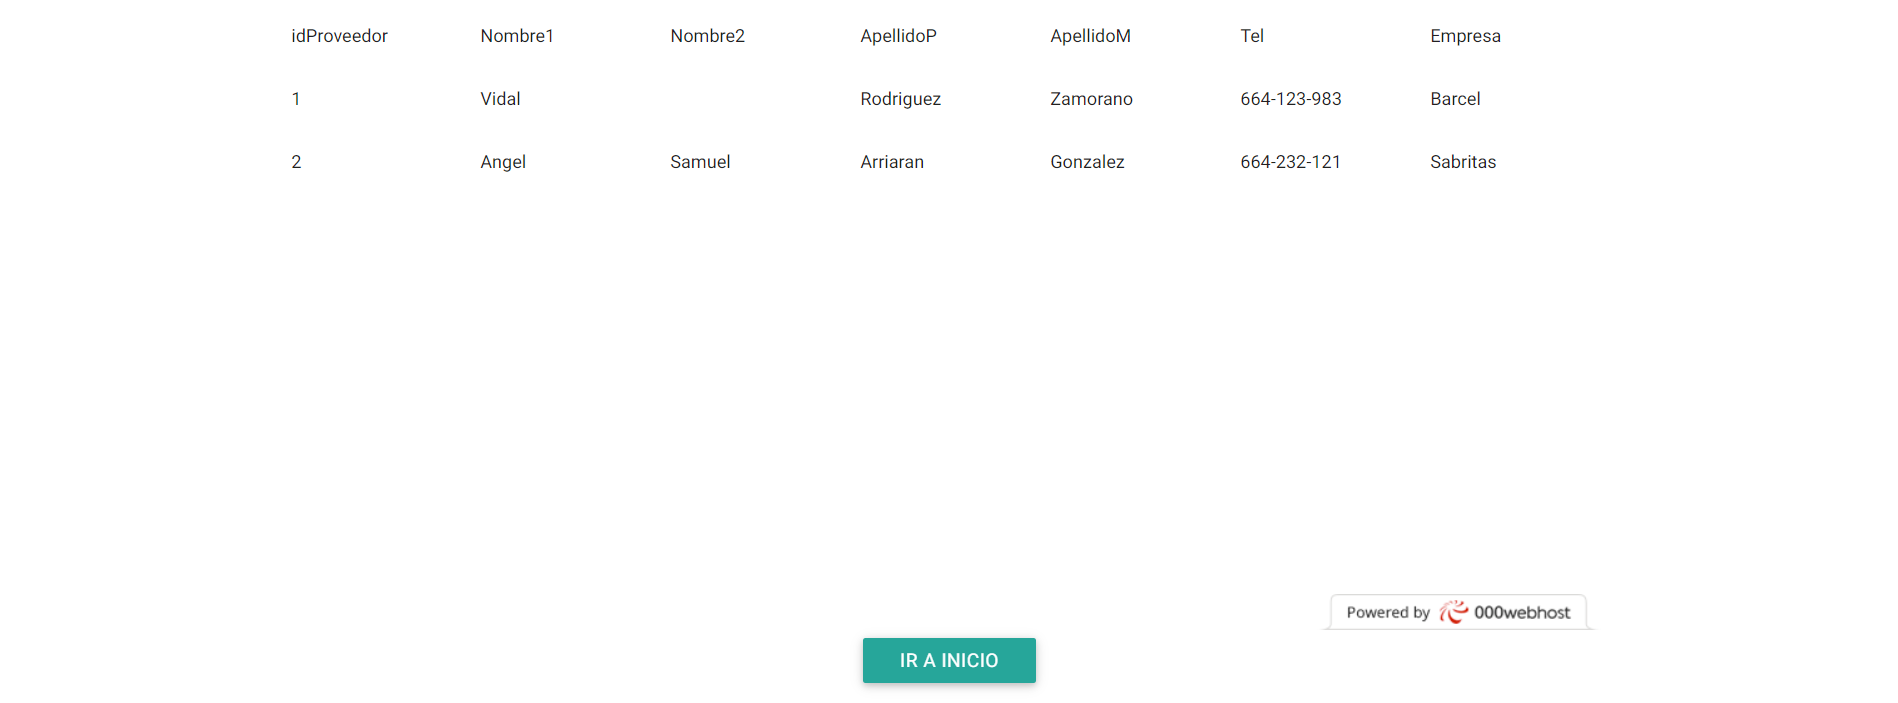 idProveedor Nombre1 Nombre2 ApellidoP ApellidoM Tel Empresa
1 Vidal Rodriguez Zamorano 664-123-983 Barcel
2 Angel Samuel Arriaran Gonzalez 664-232-121 Sabritas
Powered by 000webhost
IR A INICIO